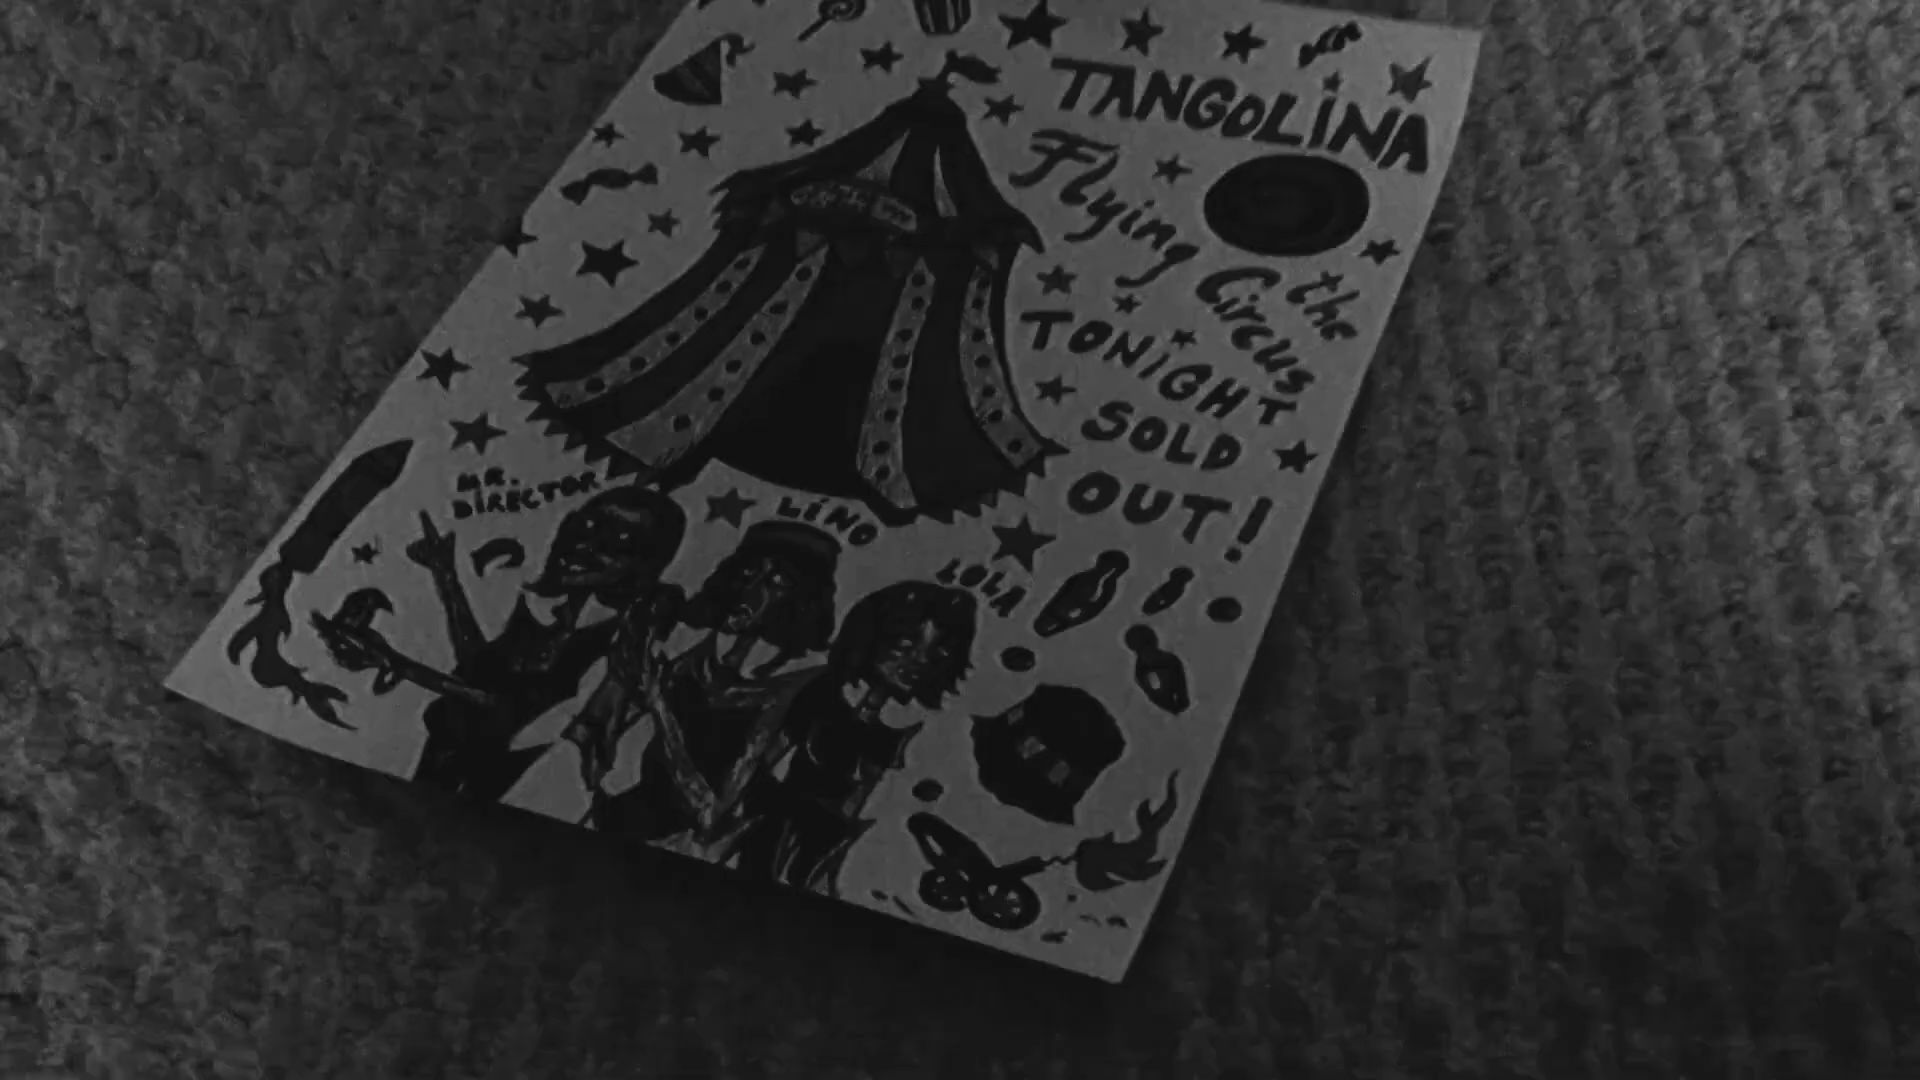 TANGOLINA
Flying Circus
the
TONIGHT
SOLD
OUT!
MR.
DIRECTOR
LINO
LOLA